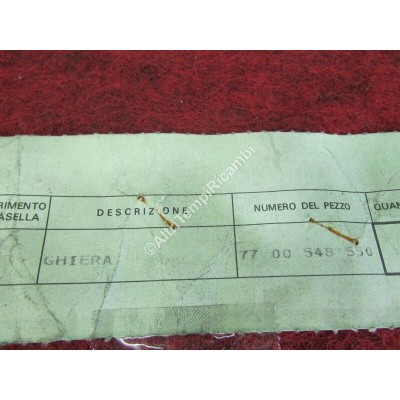 RIMENTO
ASELLA
DESCRIZIONE
NUMERO DEL PEZZO
QUAN
GHIERA
77 00 548 550
AltriTempiRicambi